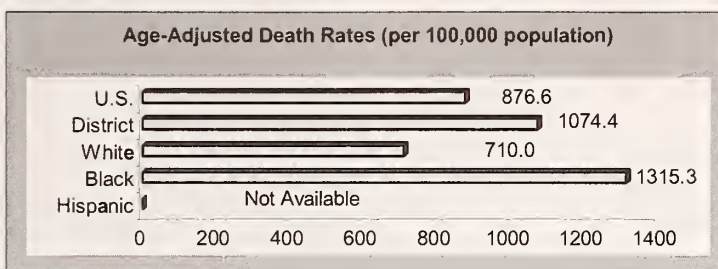 Age-Adjusted Death Rates (per 100,000 population)
U.S. 876.6
District 1074.4
White 710.0
Black 1315.3
Hispanic Not Available
0 200 400 600 800 1000 1200 1400